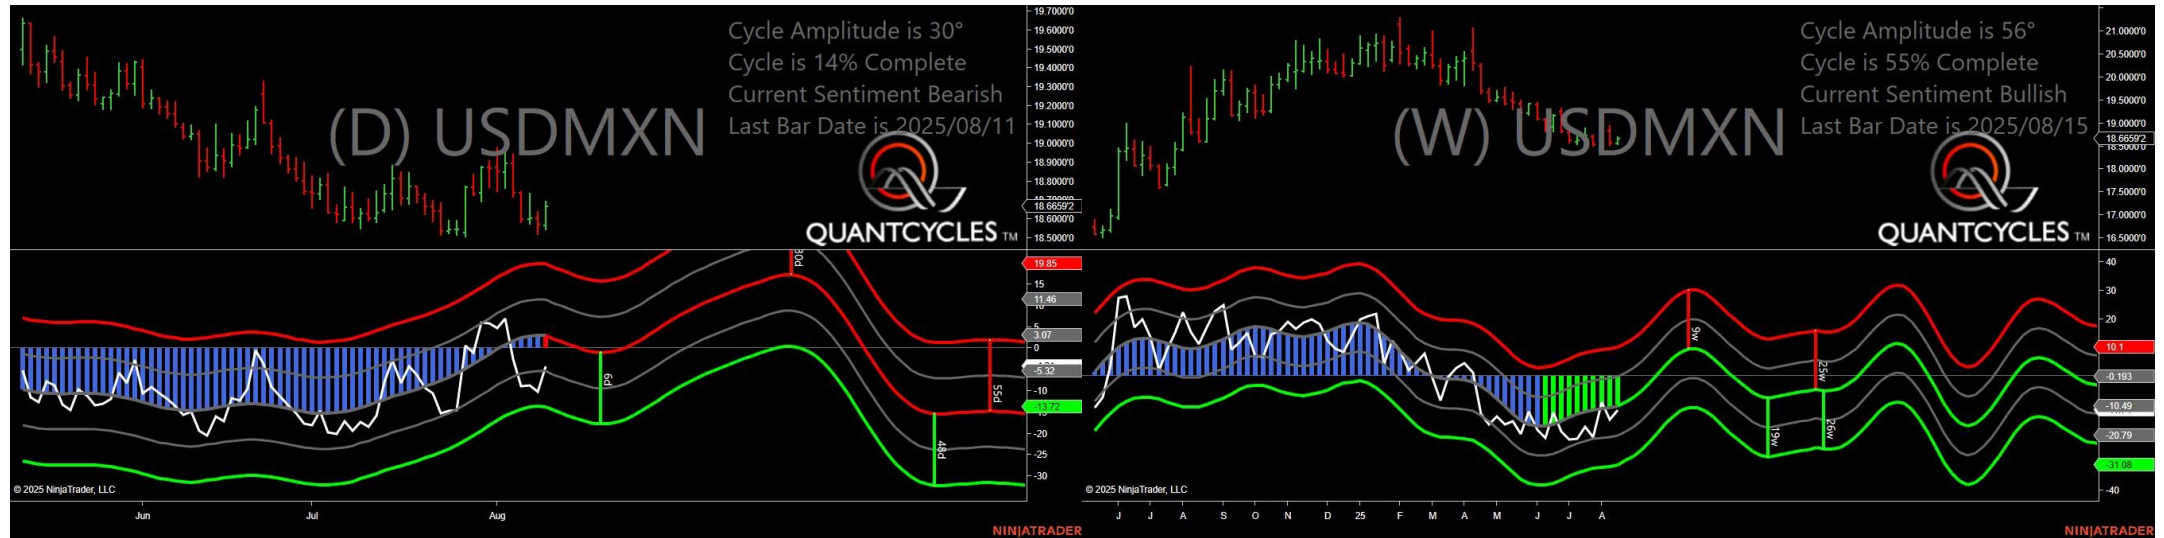 Cycle Amplitude is 30°
Cycle is 14% Complete
Current Sentiment Bearish
Last Bar Date is 2025/08/11
(D) USDMXN
QUANTCYCLES TM
19.7000'0
19.6000'0
19.5000'0
19.4000'0
19.3000'0
19.2000'0
19.1000'0
19.0000'0
18.9000'0
18.8000'0
18.6659'2
18.6000'0
18.5000'0
30d
6d
48d
55d
19.85
15
11.46
3.07
0
-5.32
-10
-13.72
-20
-25
-30
© 2025 NinjaTrader, LLC
Jun
Jul
Aug
NINJATRADER
Cycle Amplitude is 56°
Cycle is 55% Complete
Current Sentiment Bullish
Last Bar Date is 2025/08/15
(W) USDMXN
QUANTCYCLES TM
21.0000'0
20.5000'0
20.0000'0
19.5000'0
19.0000'0
18.6659'2
18.5000'0
18.0000'0
17.5000'0
17.0000'0
16.5000'0
9w
19w
25w
26w
40
30
20
10.1
-0.193
-10.49
-20.79
-31.08
-40
© 2025 NinjaTrader, LLC
J
J
A
S
O
N
D
25
F
M
A
M
J
J
A
NINJATRADER